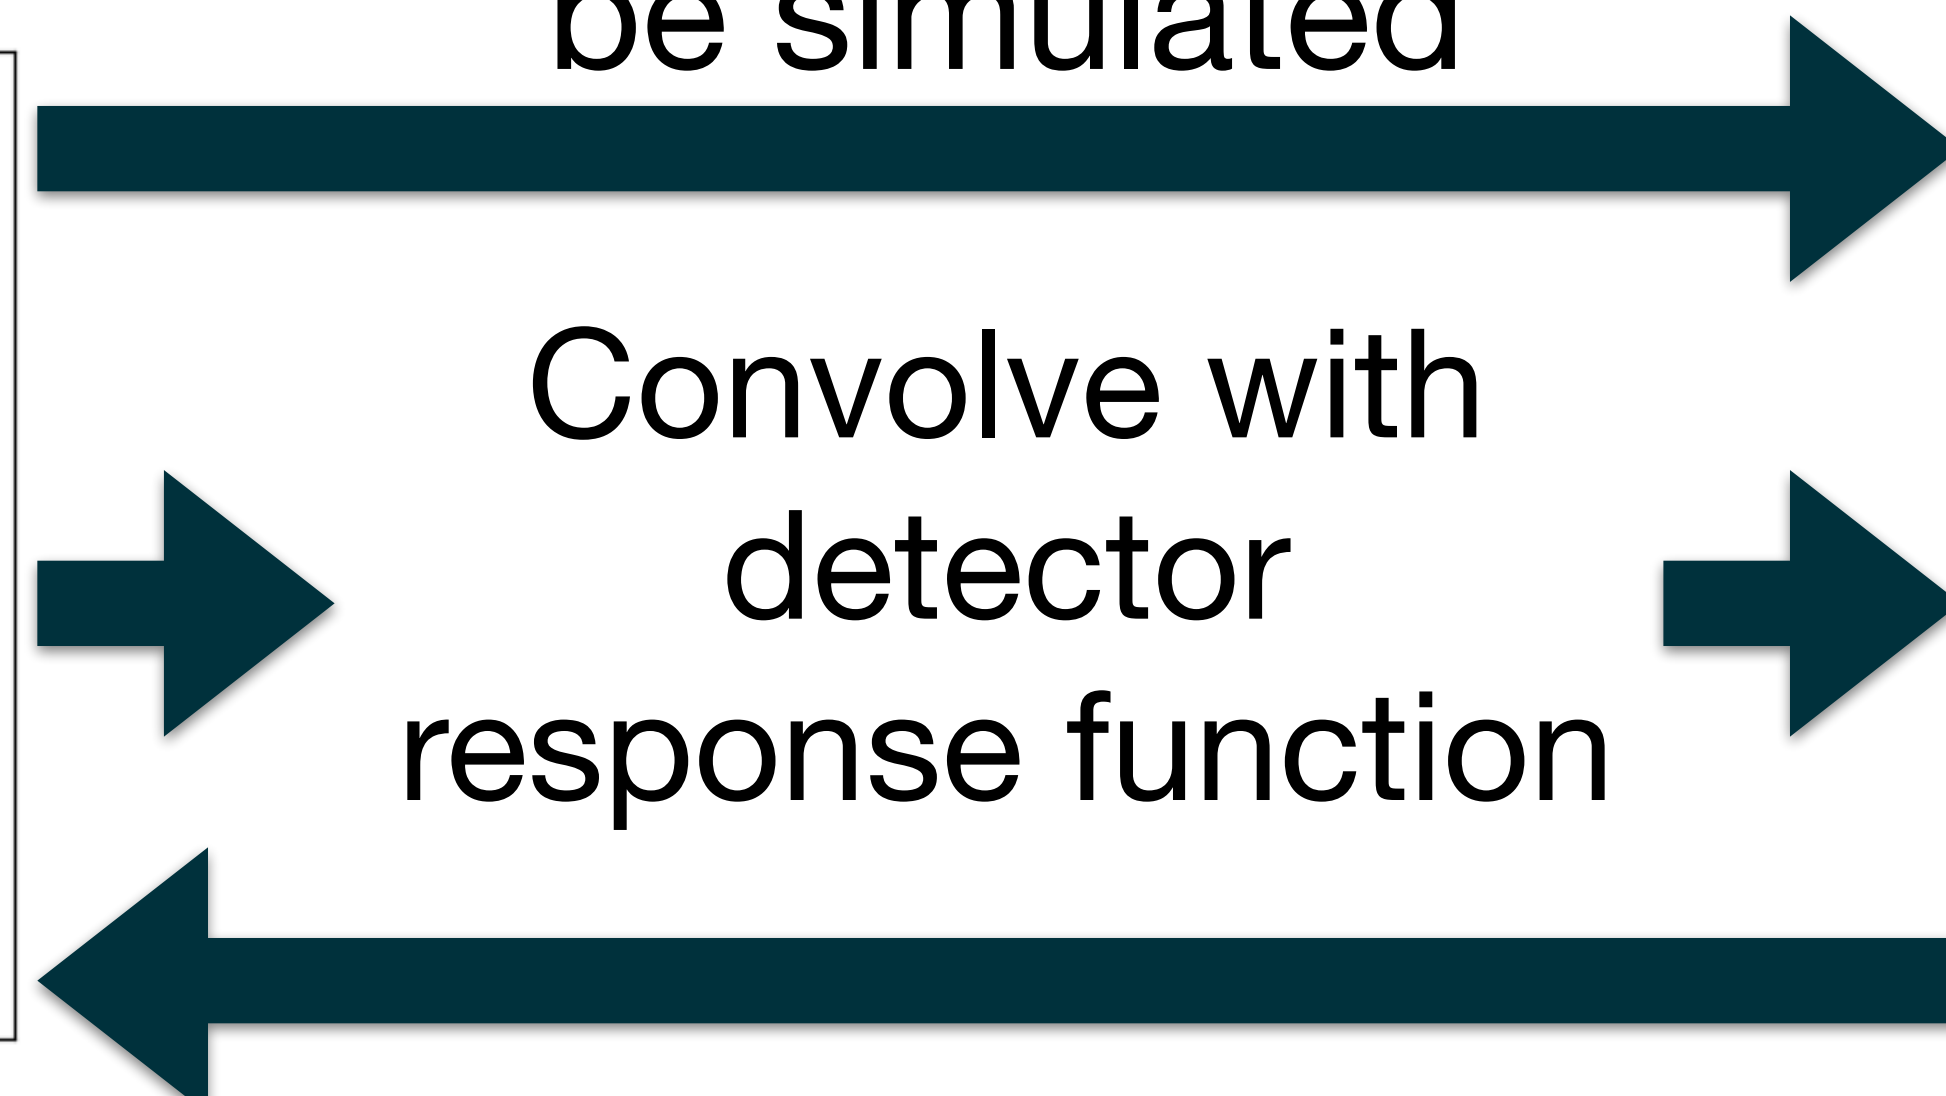 be simulated
Convolve with
detector
response function